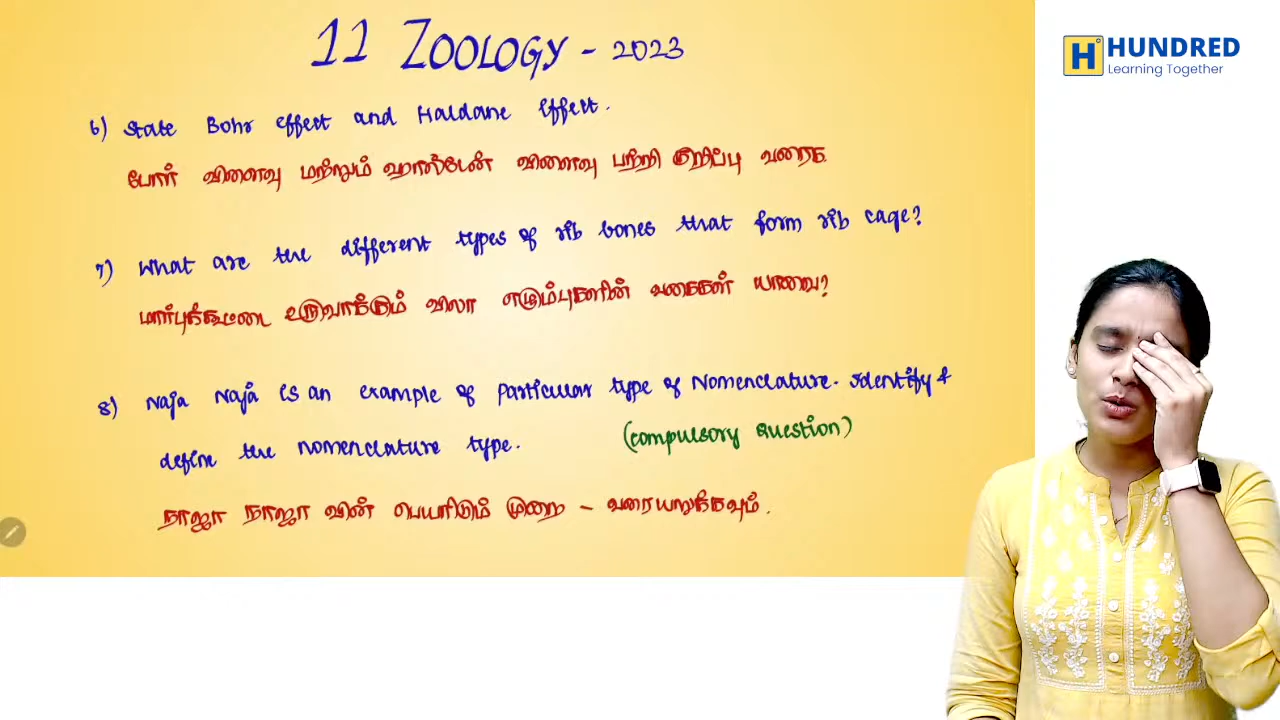 11 ZOOLOGY - 2023
HUNDRED
Learning Together
6) State Bohr effect and Haldane Effect.
போர் விளைவு மற்றும் ஹால்டேன் விளைவு பற்றி குறிப்பு வரைக
7) What are the different types of rib bones that form rib cage?
மார்புக்கூட்டை உருவாக்கும் விலா எலும்புகளின் வகைகள் யாவை?
8) Naja Naja is an example of Particular type of Nomenclature. Identify &
define the nomenclature type. (compulsory Question)
நாஜா நாஜா வின் பெயரிடும் முறை - வரையறுக்கவும்.